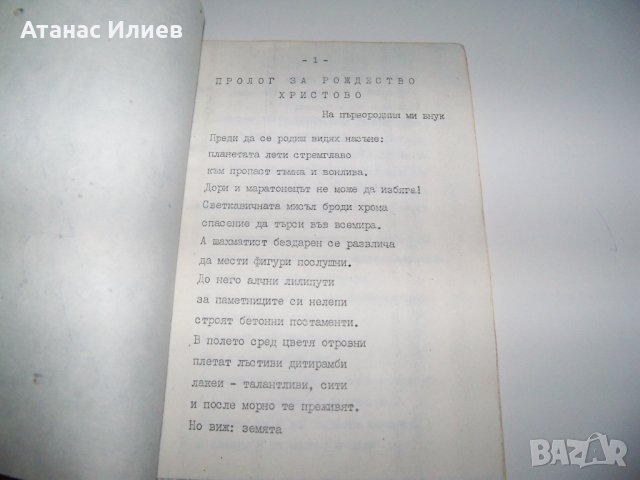 Атанас Илиев
- 1 -
ПРОЛОГ ЗА РОЖДЕСТВО
ХРИСТОВО
На първородния ми внук
Преди да се родиш видях насъне:
планетата лети стремглаво
към пропаст тъмна и воклива.
Дори и маратонецът не може да избяга!
Светкавичната мисъл броди хрома
спасение да търси във всемира.
А шахматист бездарен се развлича
да мести фигури послушни.
До него алчни лилипути
за паметниците си нелепи
строят бетонни постаменти.
В полето сред цветя отровни
плетат лъстиви дитирамби
лакеи - талантливи, сити
и после морно те преживят.
Но виж: земята
BAZAR
bg